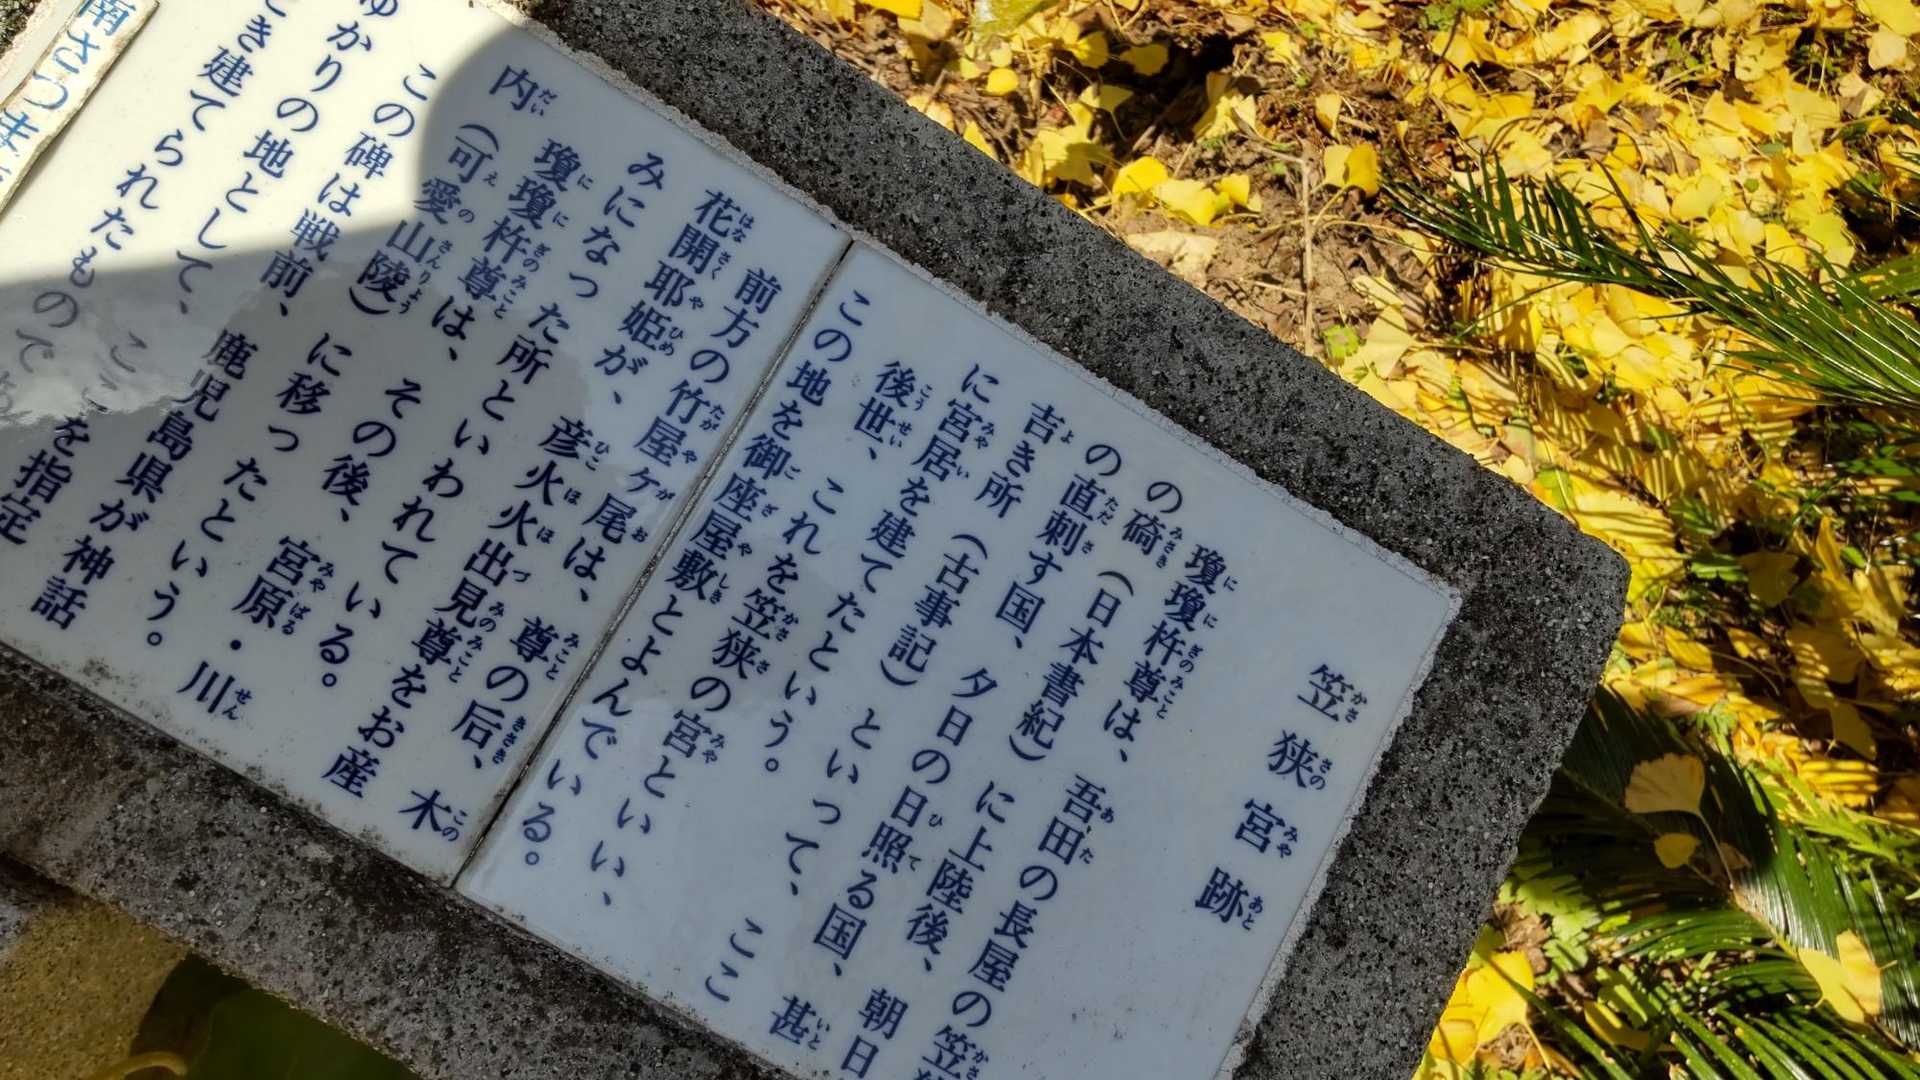 笠狭宮跡
瓊瓊杵尊は、吾田の長屋の笠
の碕(日本書紀)に上陸後、朝日
の直刺す国、夕日の日照る国、甚
吉き所(古事記)といって、ここ
に宮居を建てたという。
後世、これを笠狭の宮といい、
この地を御座屋敷とよんでいる。
前方の竹屋ヶ尾は、尊の后、木
花開耶姫が、彦火火出見尊をお産
みになった所といわれている。
瓊瓊杵尊は、その後、宮原・川
内(可愛山陵)に移ったという。
この碑は戦前、鹿児島県が神話
ゆかりの地として、ここを指定
き建てられたもので
南さつま